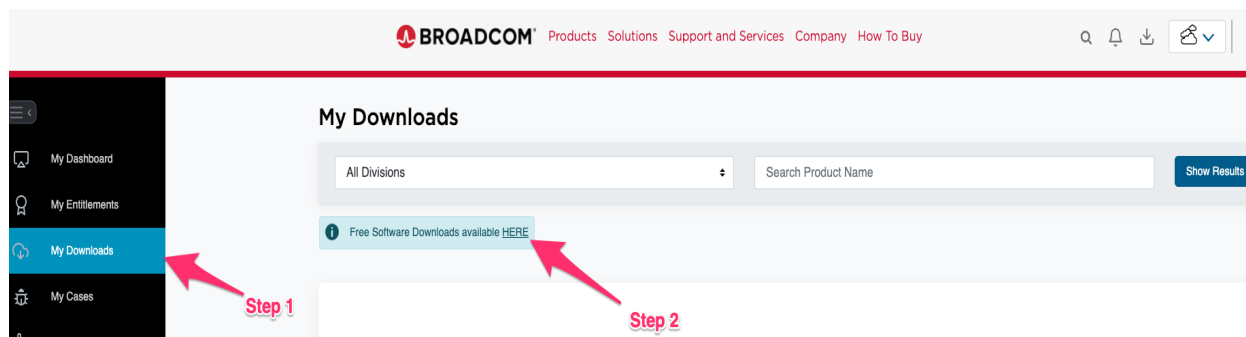 BROADCOM® Products Solutions Support and Services Company How To Buy
My Downloads
My Dashboard
All Divisions Search Product Name Show Results
My Entitlements
Free Software Downloads available HERE
My Downloads
My Cases
Step 1
Step 2